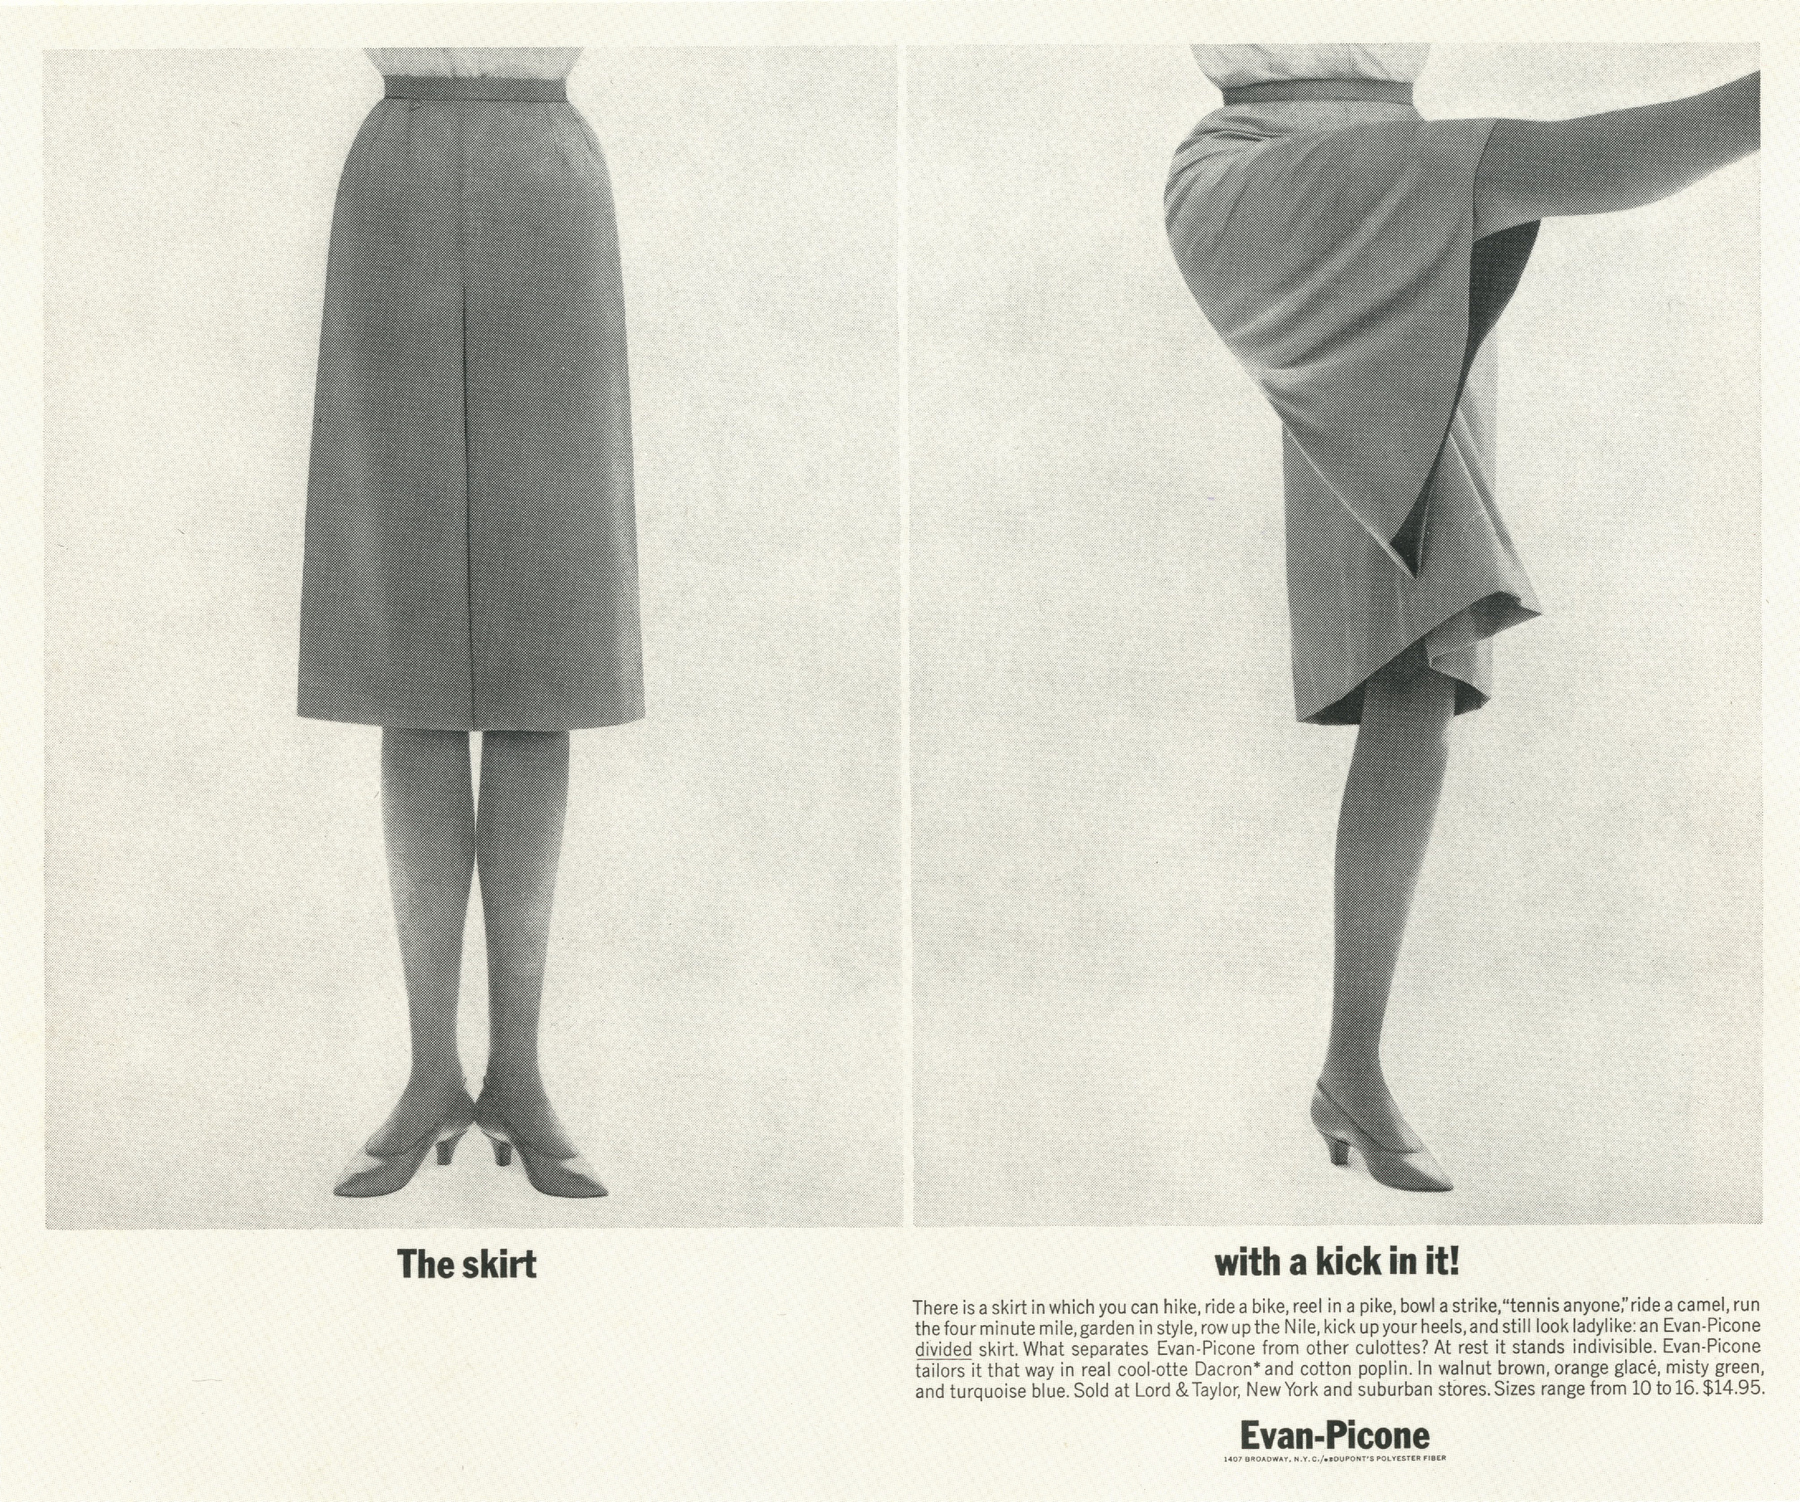 The skirt
with a kick in it!
There is a skirt in which you can hike, ride a bike, reel in a pike, bowl a strike, “tennis anyone,” ride a camel, run
the four minute mile, garden in style, row up the Nile, kick up your heels, and still look ladylike: an Evan-Picone
divided skirt. What separates Evan-Picone from other culottes? At rest it stands indivisible. Evan-Picone
tailors it that way in real cool-otte Dacron* and cotton poplin. In walnut brown, orange glacé, misty green,
and turquoise blue. Sold at Lord & Taylor, New York and suburban stores. Sizes range from 10 to 16. $14.95.
Evan-Picone
1407 BROADWAY, N.Y.C./ DUPONT'S POLYESTER FIBER